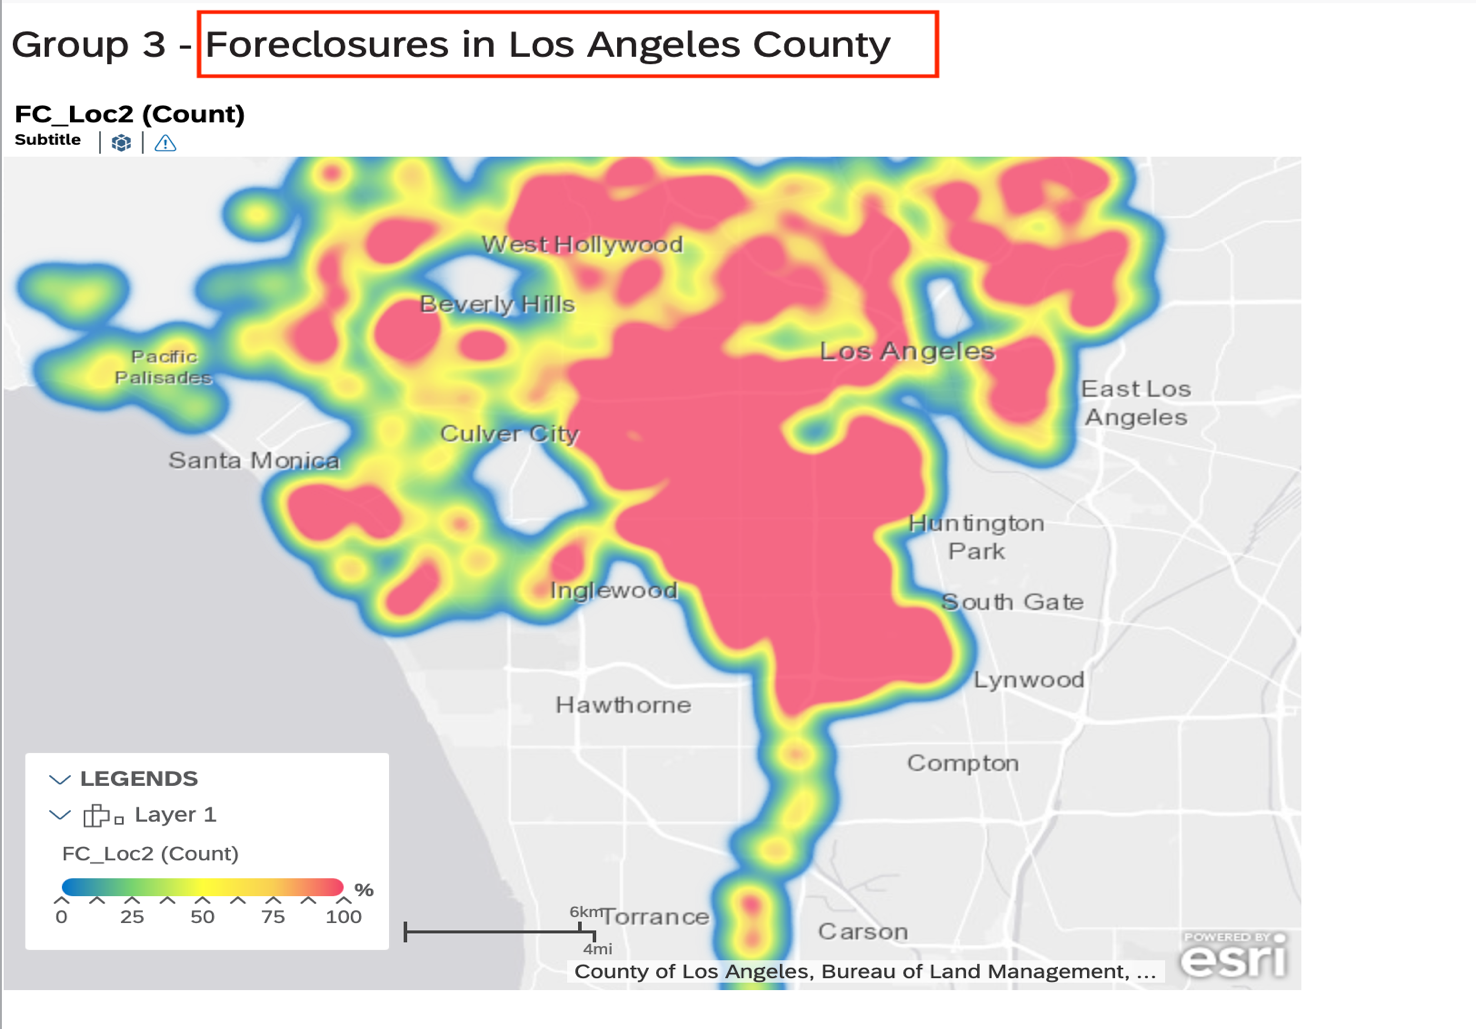 Group 3 - Foreclosures in Los Angeles County
FC_Loc2 (Count)
Subtitle
West Hollywood
Beverly Hills
Los Angeles
Pacific
Palisades
East Los
Angeles
Culver City
Santa Monica
Huntington
Park
Inglewood
South Gate
Lynwood
Hawthorne
Compton
LEGENDS
Layer 1
FC_Loc2 (Count)
%
0 25 50 75 100
6km
4mi
Torrance
Carson
POWERED BY
esri
County of Los Angeles, Bureau of Land Management, ...